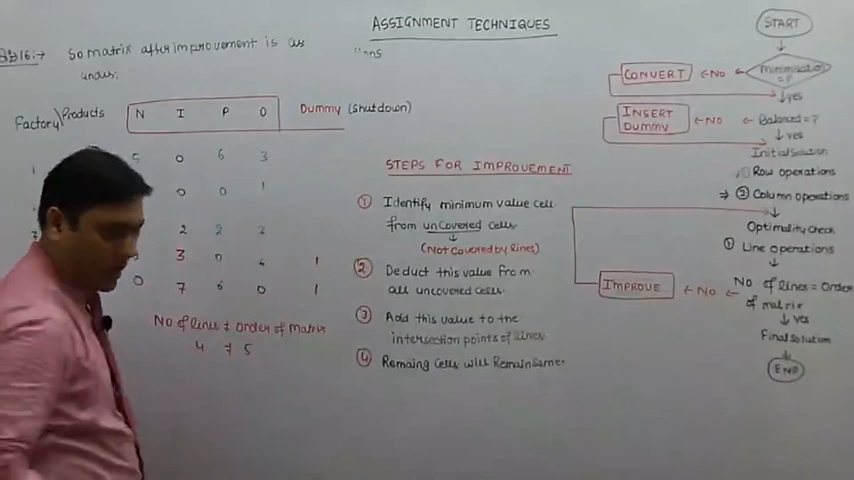 ASSIGNMENT TECHNIQUES
So matrix after improvement is as
under:
Factory\Products N I P O Dummy (shutdown)
1 5 0 6 3
0 0 1
2 2 2
3 0 4 1
0 7 6 0 1
No of lines ≠ order of matrix
4 ≠ 5
STEPS FOR IMPROVEMENT
① Identify minimum value cell
from uncovered cells
(Not covered by lines)
② Deduct this value from
all uncovered cells.
③ Add this value to the
intersection points of lines
④ Remaing cells will Remain same.
START
Minimisation
=?
No
CONVERT
yes
Balanced=?
No
INSERT
DUMMY
yes
Initial solution
① Row operations
⇒ ② Column operations
Optimality check
① Line operations
No of lines = Order
of matrix
No
IMPROVE
yes
Final solution
END